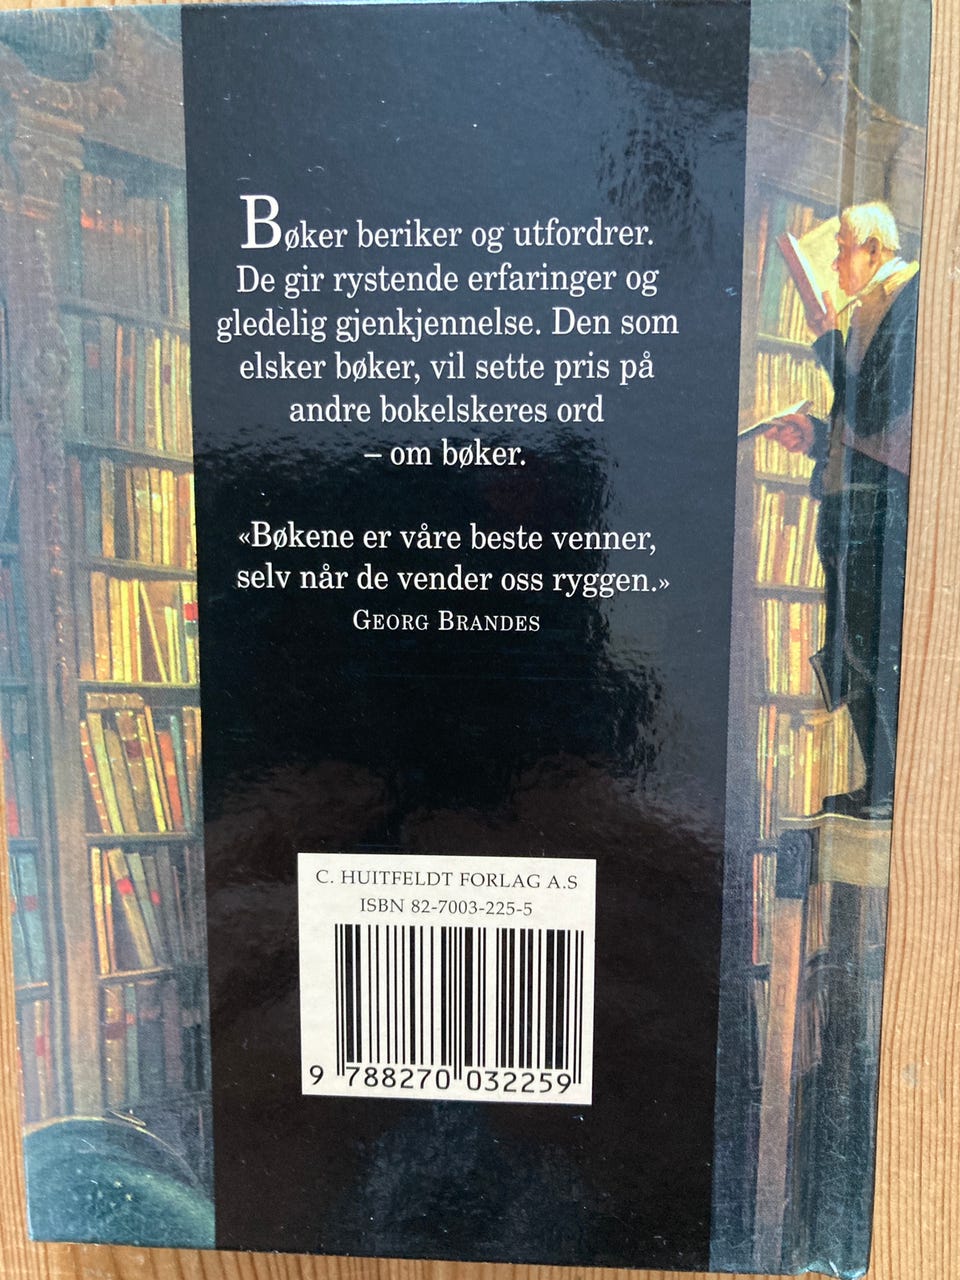 Bøker beriker og utfordrer.
De gir rystende erfaringer og
gledelig gjenkjennelse. Den som
elsker bøker, vil sette pris på
andre bokelskeres ord
– om bøker.
«Bøkene er våre beste venner,
selv når de vender oss ryggen.»
GEORG BRANDES
C. HUITFELDT FORLAG A.S
ISBN 82-7003-225-5
9 788270 032259